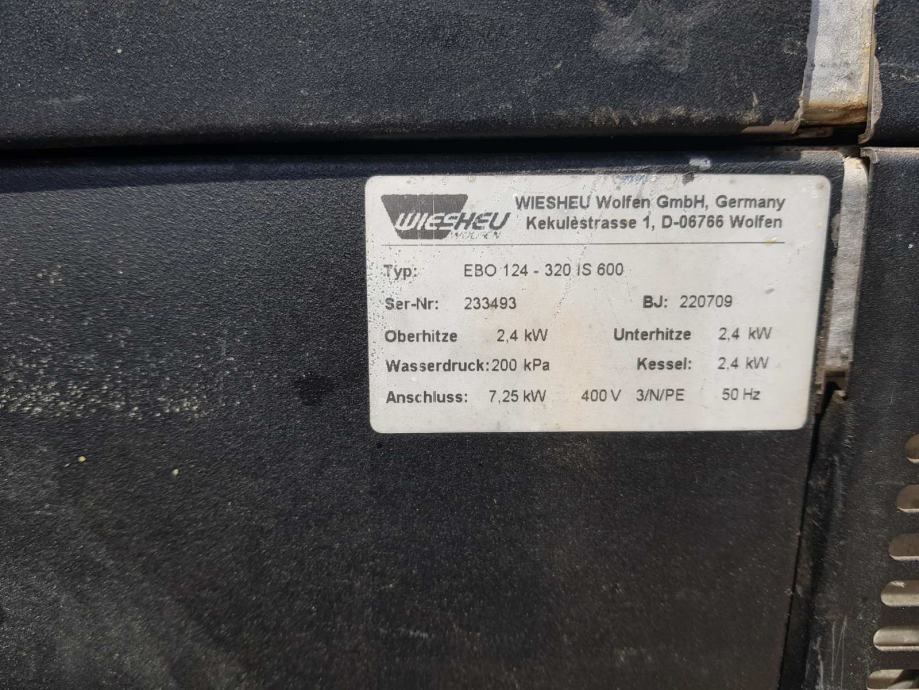 WIESHEU
WOLFEN
WIESHEU Wolfen GmbH, Germany
Kekulèstrasse 1, D-06766 Wolfen
Typ: EBO 124 - 320 IS 600
Ser-Nr: 233493 BJ: 220709
Oberhitze 2,4 kW Unterhitze 2,4 kW
Wasserdruck: 200 kPa Kessel: 2,4 kW
Anschluss: 7,25 kW 400 V 3/N/PE 50 Hz